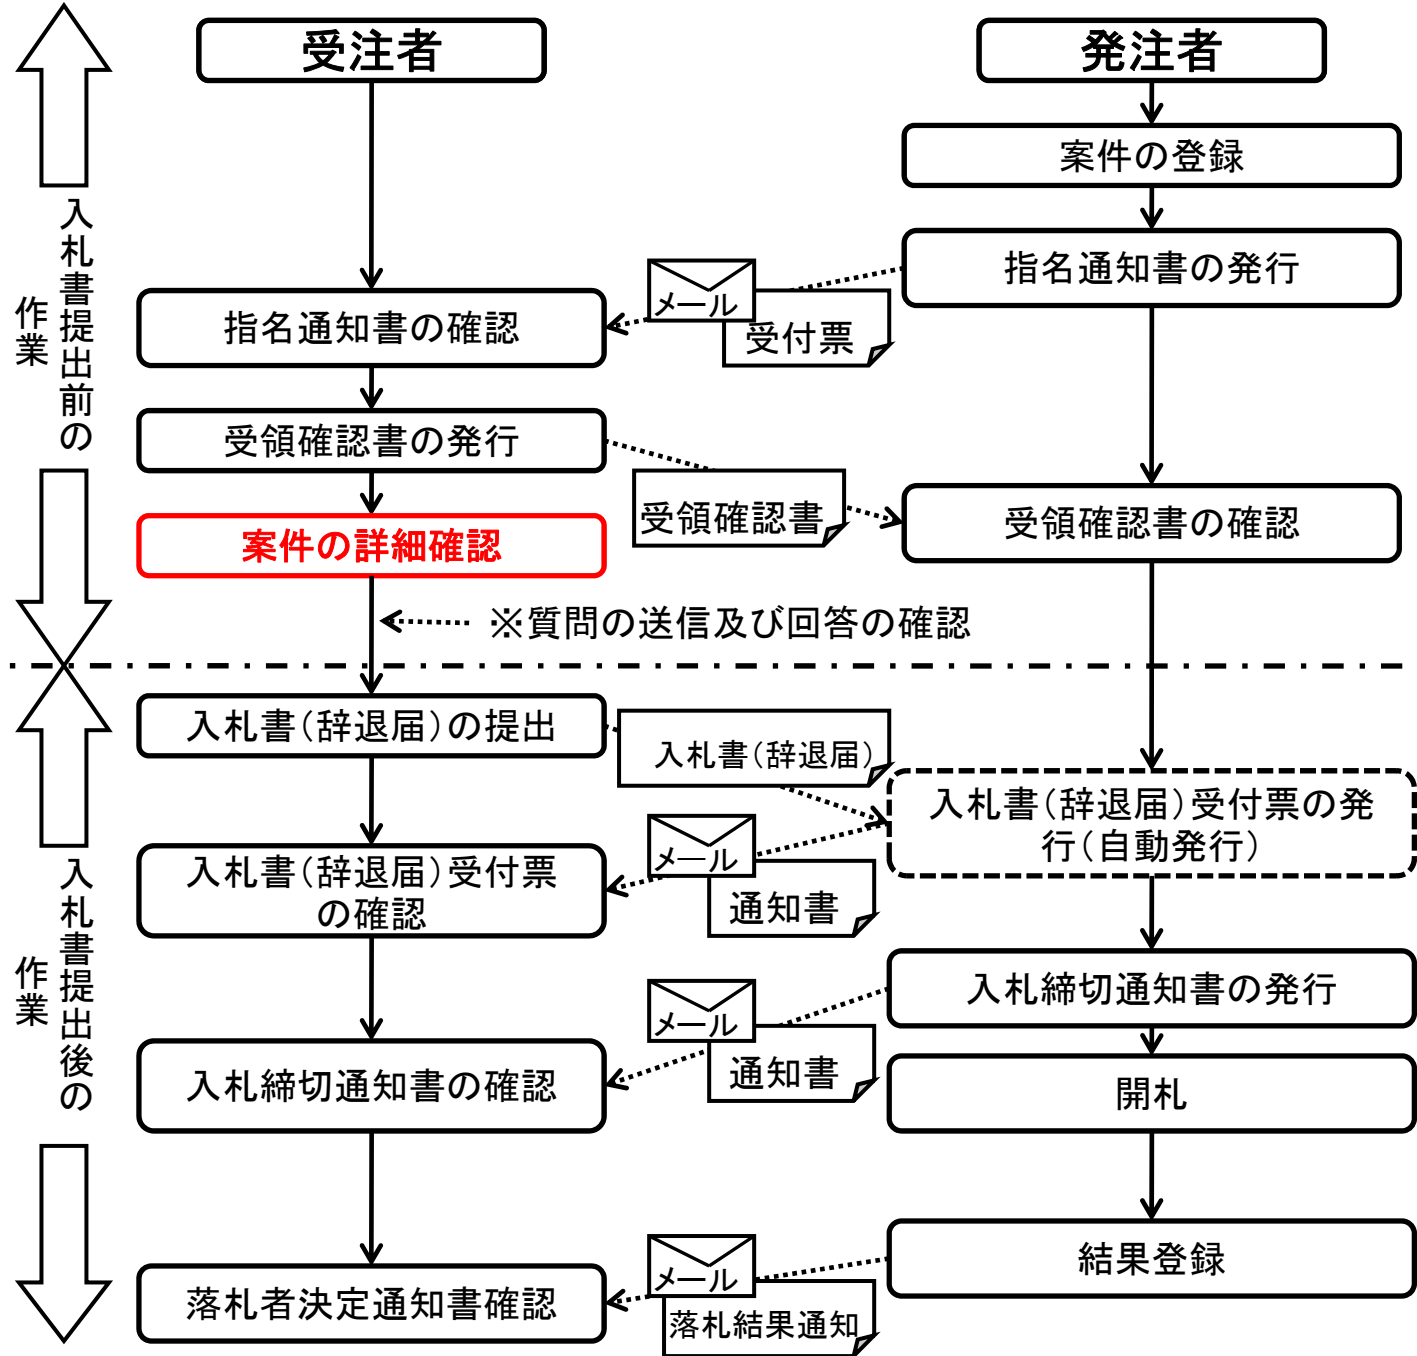 受注者
発注者
案件の登録
指名通知書の発行
メール
受付票
指名通知書の確認
入札書提出前の
作業
受領確認書の発行
受領確認書
受領確認書の確認
案件の詳細確認
※質問の送信及び回答の確認
入札書(辞退届)の提出
入札書(辞退届)
入札書(辞退届)受付票の発
行(自動発行)
メール
通知書
入札書(辞退届)受付票
の確認
入札書提出後の
作業
入札締切通知書の発行
メール
通知書
入札締切通知書の確認
開札
結果登録
メール
落札結果通知
落札者決定通知書確認